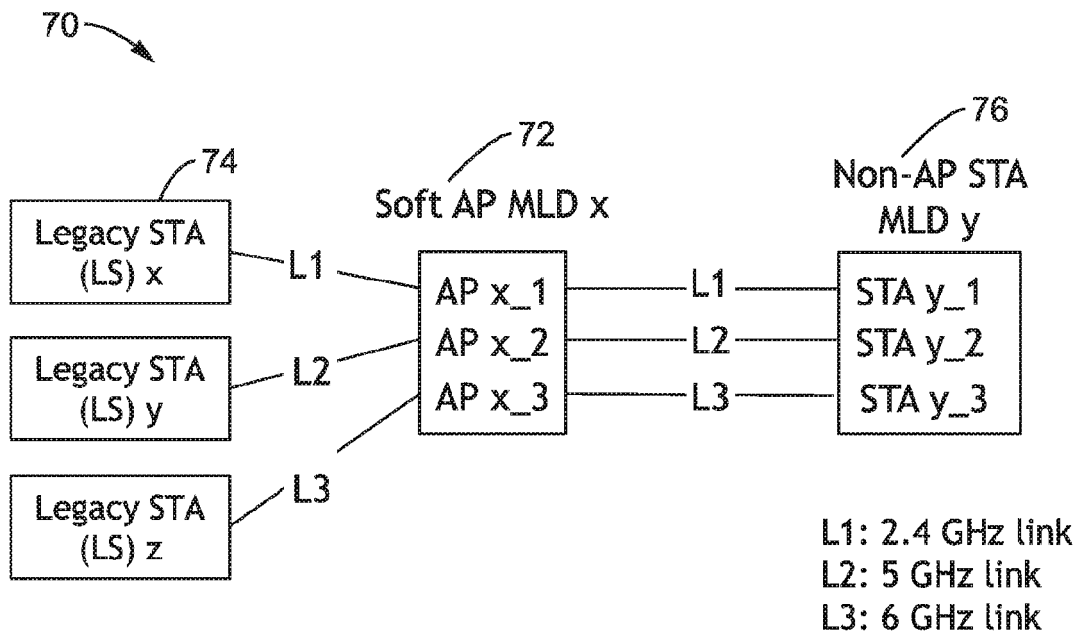 70
74
72
76
Soft AP MLD x
Non-AP STA
MLD y
Legacy STA
(LS) x
L1
AP x_1
L1
STA y_1
Legacy STA
(LS) y
L2
AP x_2
L2
STA y_2
Legacy STA
(LS) z
L3
AP x_3
L3
STA y_3
L1: 2.4 GHz link
L2: 5 GHz link
L3: 6 GHz link